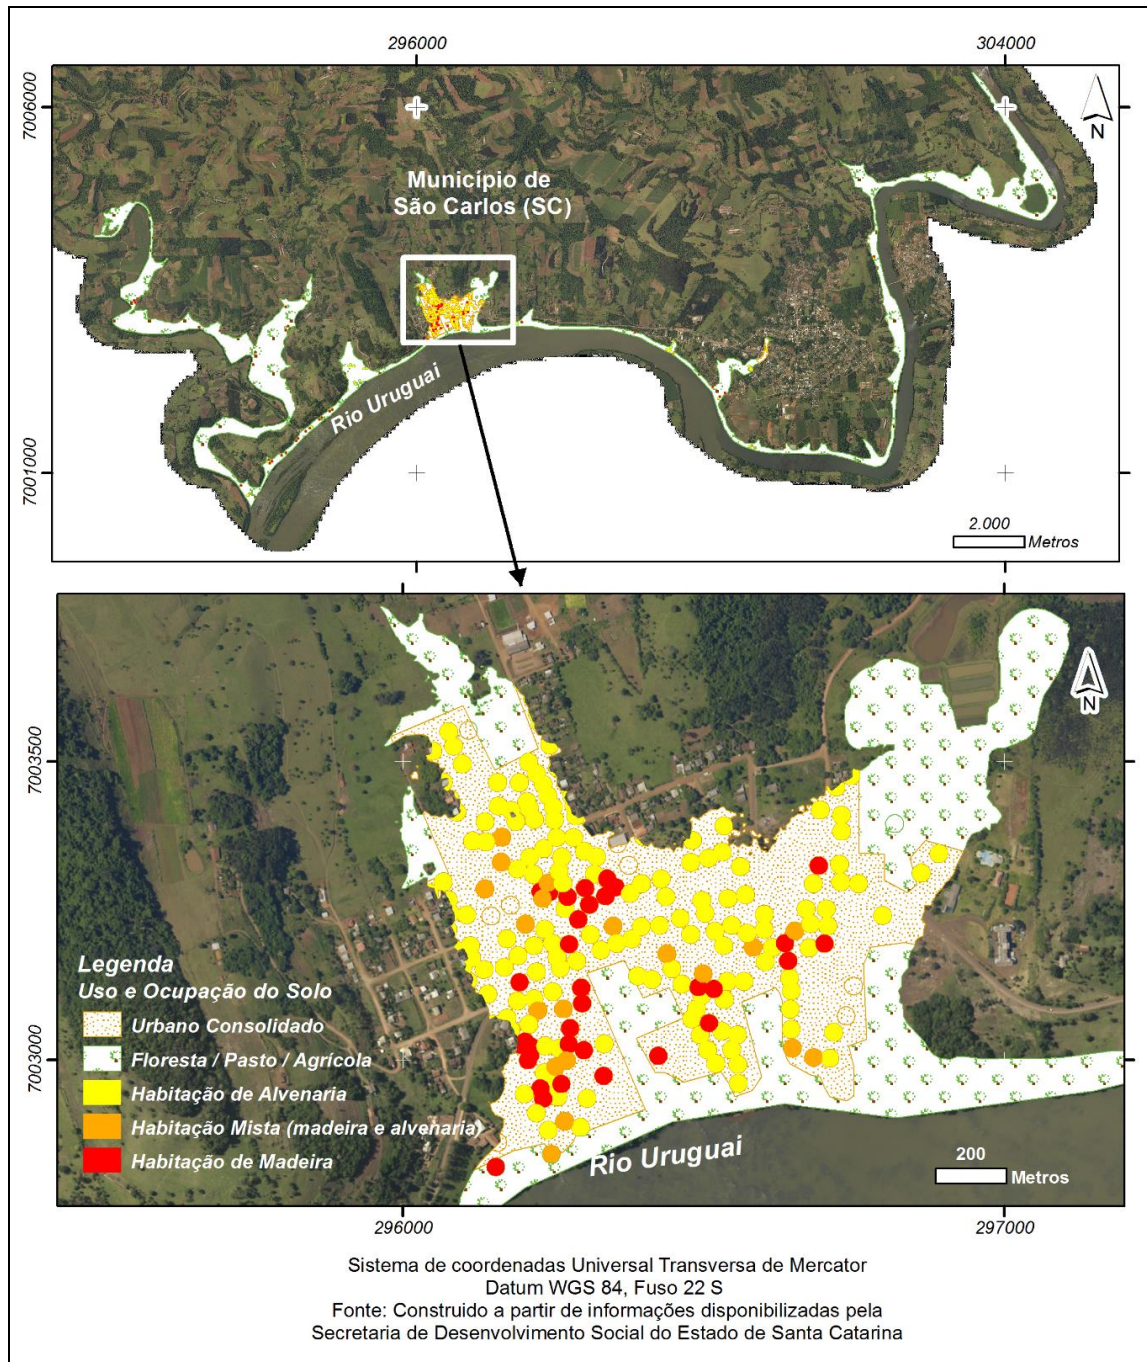 296000
304000
7006000
N
Município de
São Carlos (SC)
Rio Uruguai
7001000
2.000
Metros
N
7003500
Legenda
Uso e Ocupação do Solo
Urbano Consolidado
Floresta / Pasto / Agrícola
Habitação de Alvenaria
Habitação Mista (madeira e alvenaria)
Habitação de Madeira
7003000
Rio Uruguai
200
Metros
296000
297000
Sistema de coordenadas Universal Transversa de Mercator
Datum WGS 84, Fuso 22 S
Fonte: Construido a partir de informações disponibilizadas pela
Secretaria de Desenvolvimento Social do Estado de Santa Catarina